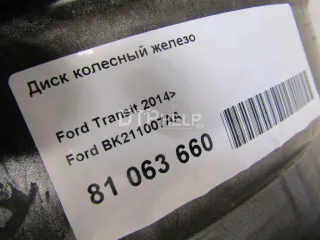 Диск колесный железо
Ford Transit 2014>
Ford BK211007AA
81 063 660